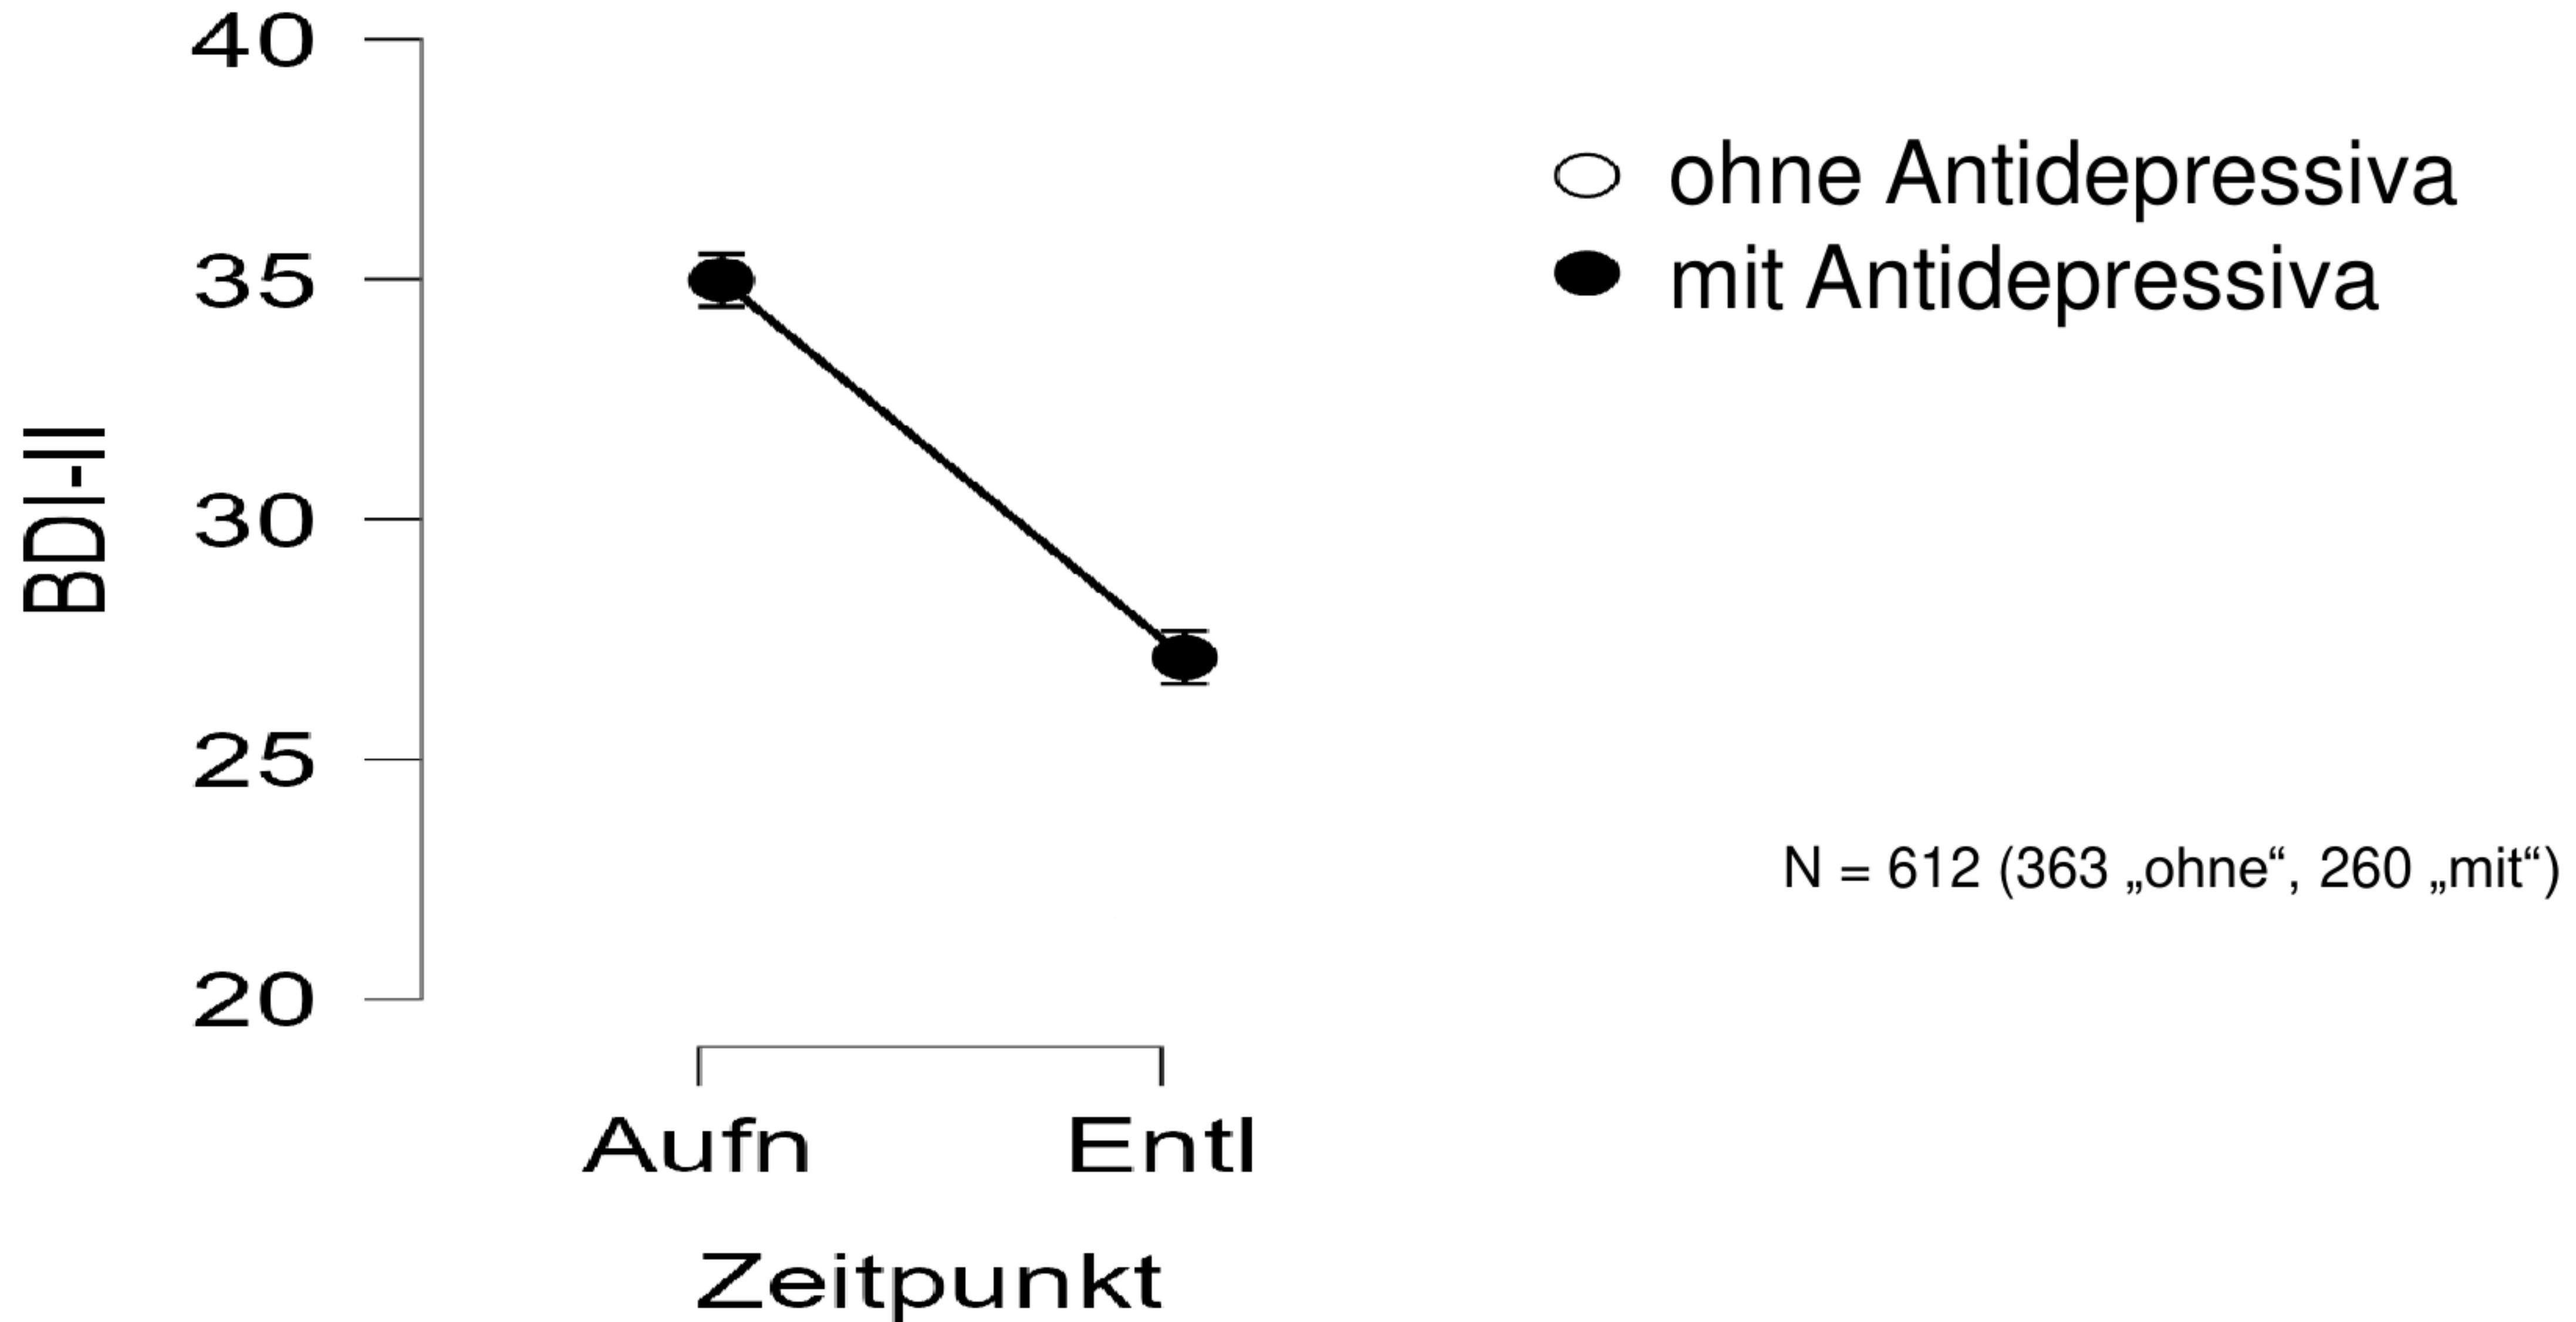 40
35
30
25
20
BDI-II
Aufn
Entl
Zeitpunkt
ohne Antidepressiva
mit Antidepressiva
N = 612 (363 „ohne“, 260 „mit“)